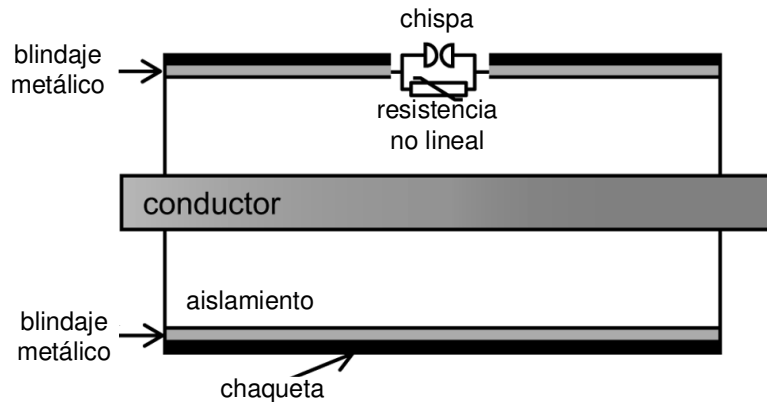 chispa
blindaje
metálico
resistencia
no lineal
conductor
aislamiento
blindaje
metálico
chaqueta